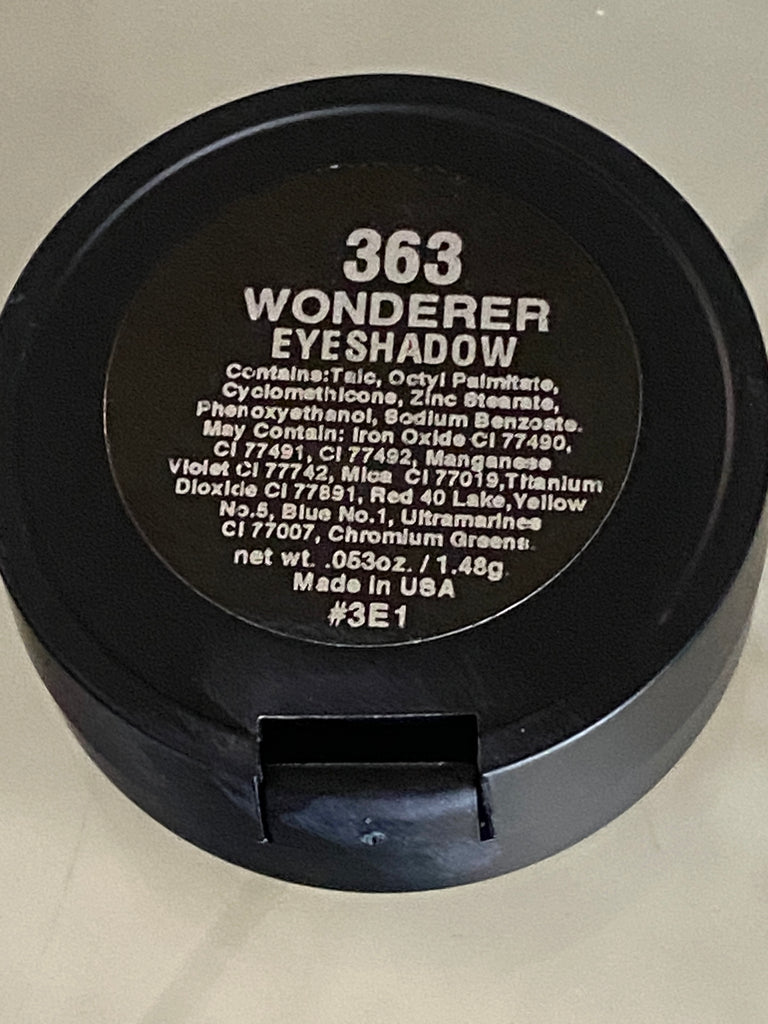 363
WONDERER
EYESHADOW
Contains:Talc, Octyl Palmitate,
Cyclomethicone, Zinc Stearate,
Phenoxyethanol, Sodium Benzoate.
May Contain: Iron Oxide CI 77490,
CI 77491, CI 77492, Manganese
Violet CI 77742, Mica CI 77019,Titanium
Dioxide CI 77891, Red 40 Lake,Yellow
No.5, Blue No.1, Ultramarines
CI 77007, Chromium Greens.
net wt. .053oz. / 1.48g
Made in USA
#3E1